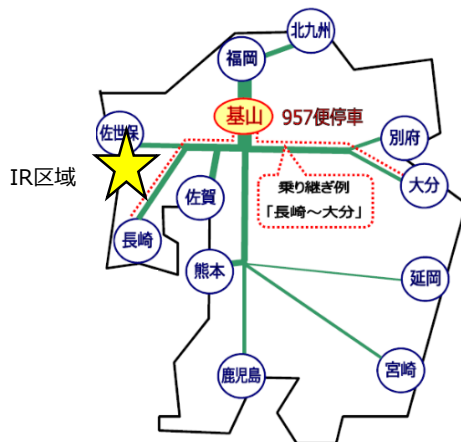 北九州
福岡
基山 957便停車
佐世保
別府
IR区域
乗り継ぎ例
「長崎～大分」
大分
佐賀
長崎
熊本
延岡
鹿児島
宮崎